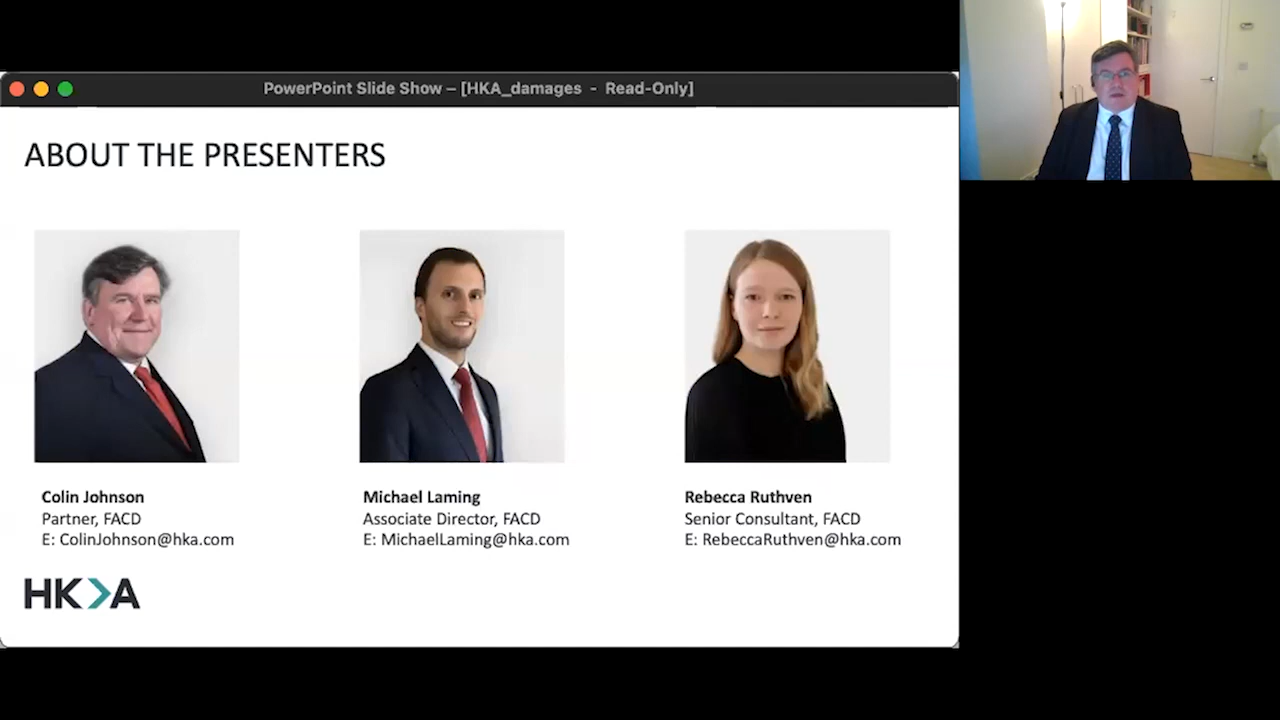 PowerPoint Slide Show – [HKA_damages - Read-Only]
ABOUT THE PRESENTERS
Colin Johnson
Partner, FACD
E: ColinJohnson@hka.com
Michael Laming
Associate Director, FACD
E: MichaelLaming@hka.com
Rebecca Ruthven
Senior Consultant, FACD
E: RebeccaRuthven@hka.com
HKA